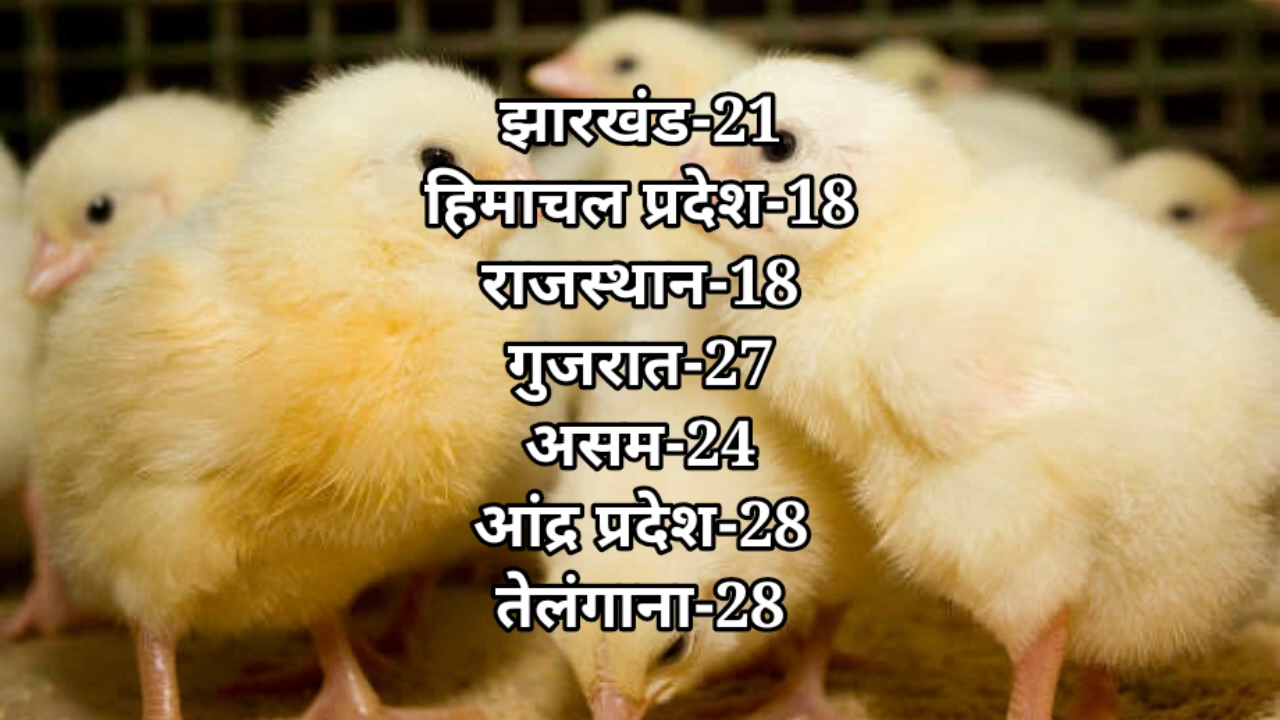 झारखंड-21
हिमाचल प्रदेश-18
राजस्थान-18
गुजरात-27
असम-24
आंद्र प्रदेश-28
तेलंगाना-28